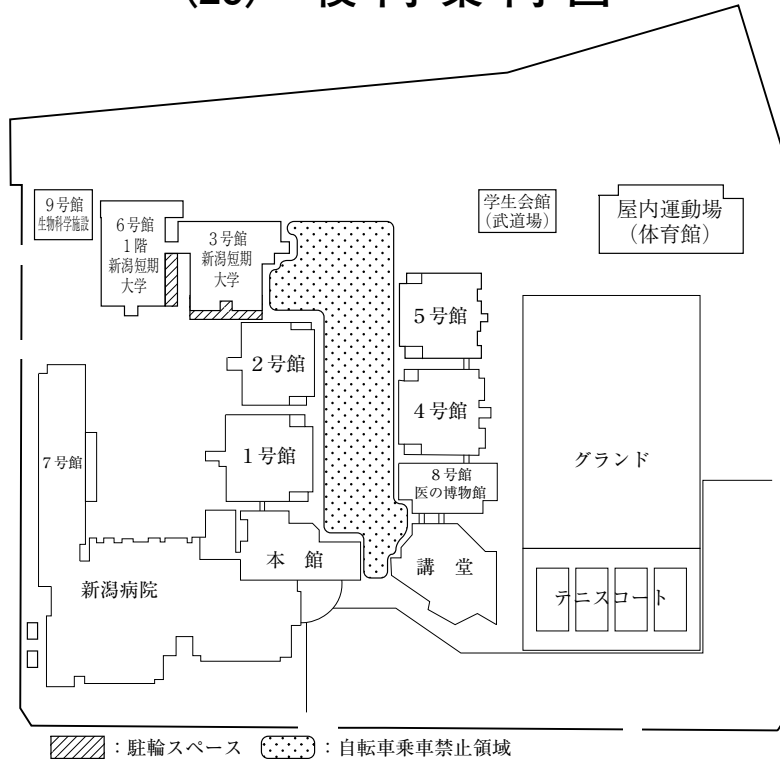 9号館
生物科学施設
6号館
1階
新潟短期
大学
3号館
新潟短期
大学
学生会館
(武道場)
屋内運動場
(体育館)
5号館
2号館
4号館
1号館
7号館
8号館
医の博物館
グランド
本 館
講 堂
新潟病院
テニスコート
:駐輪スペース
:自転車乗車禁止領域